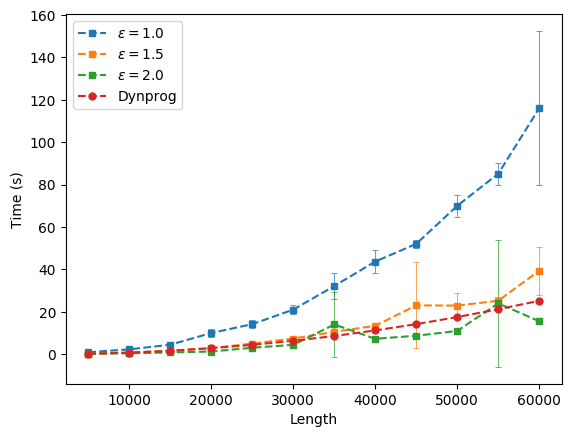 160
140
120
100
80
60
40
20
0
Time (s)
ε = 1.0
ε = 1.5
ε = 2.0
Dynprog
10000 20000 30000 40000 50000 60000
Length